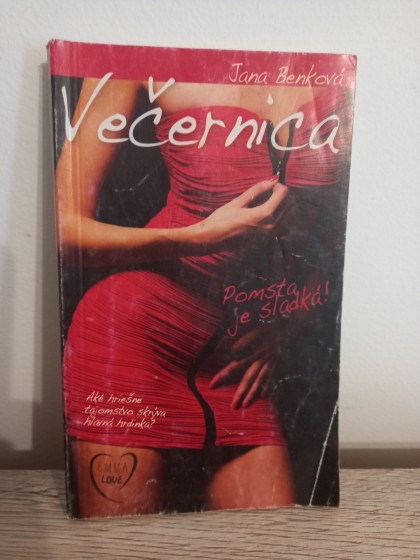 Jana Benková
Večernica
Pomsta
je sladká!
Aké hriešne
tajomstvo skrýva
hlavná hrdinka?
EMMA
LOVE